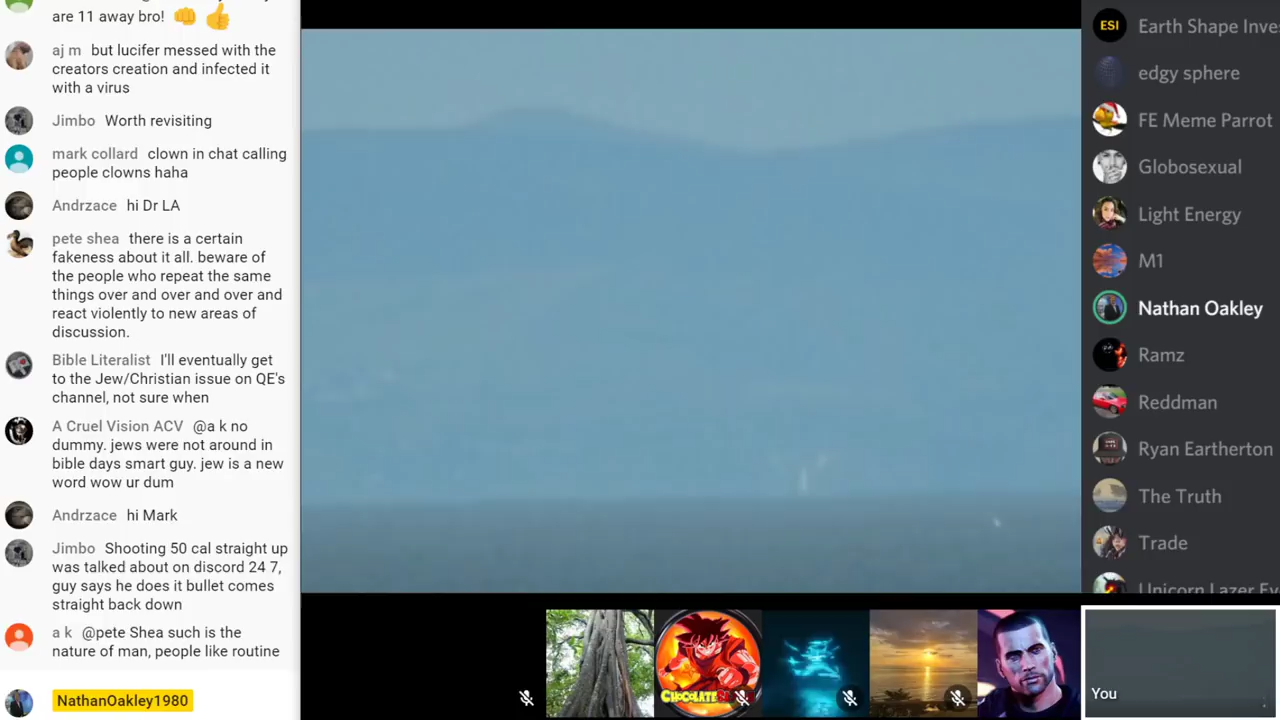 are 11 away bro!
aj m but lucifer messed with the
creators creation and infected it
with a virus
Jimbo Worth revisiting
mark collard clown in chat calling
people clowns haha
Andrzace hi Dr LA
pete shea there is a certain
fakeness about it all. beware of
the people who repeat the same
things over and over and over and
react violently to new areas of
discussion.
Bible Literalist I'll eventually get
to the Jew/Christian issue on QE's
channel, not sure when
A Cruel Vision ACV @a k no
dummy. jews were not around in
bible days smart guy. jew is a new
word wow ur dum
Andrzace hi Mark
Jimbo Shooting 50 cal straight up
was talked about on discord 24 7,
guy says he does it bullet comes
straight back down
a k @pete Shea such is the
nature of man, people like routine
NathanOakley1980
ESI
Earth Shape Inve
edgy sphere
FE Meme Parrot
Globosexual
Light Energy
M1
Nathan Oakley
Ramz
Reddman
Ryan Eartherton
The Truth
Trade
Unicorn Lazer Ey
You